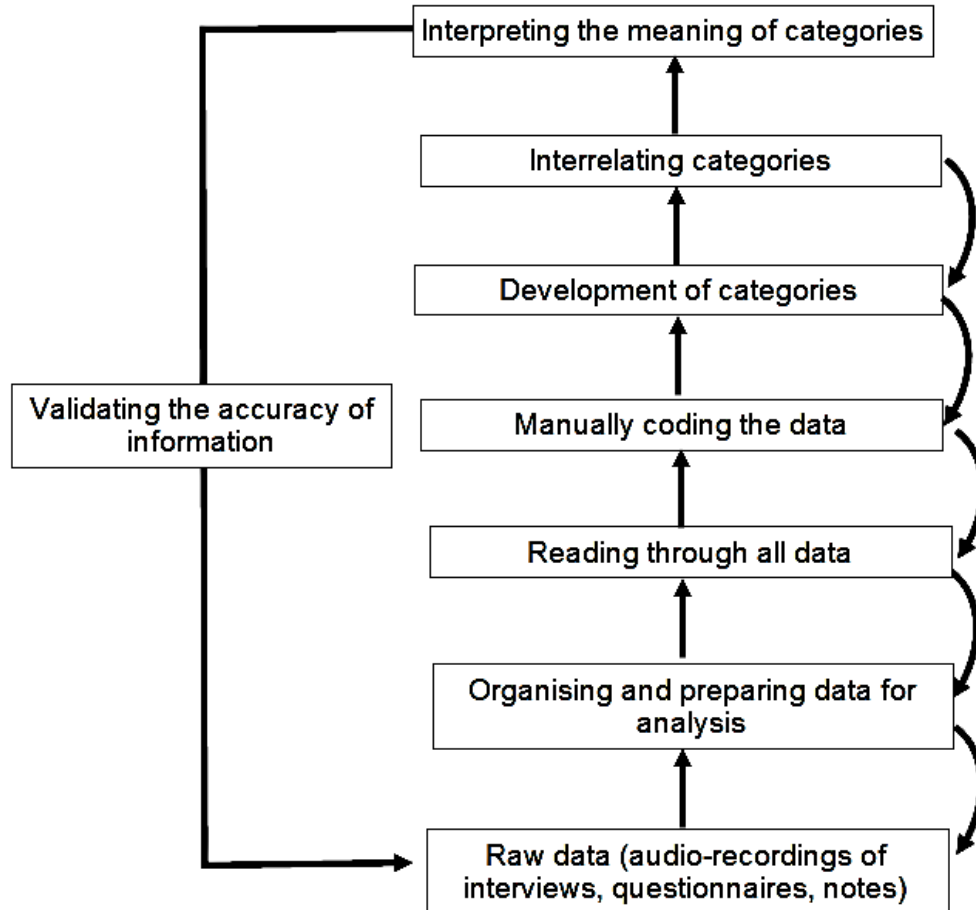 Interpreting the meaning of categories
Interrelating categories
Development of categories
Validating the accuracy of
information
Manually coding the data
Reading through all data
Organising and preparing data for
analysis
Raw data (audio-recordings of
interviews, questionnaires, notes)